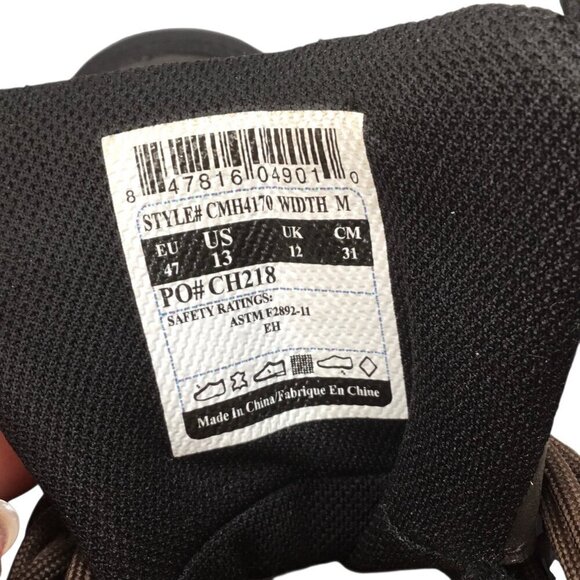 8 47816 04901 0
STYLE# CMH4170 WIDTH M
EU US UK CM
47 13 12 31
PO# CH218
SAFETY RATINGS:
ASTM F2892-11
EH
Made In China/Fabrique En Chine